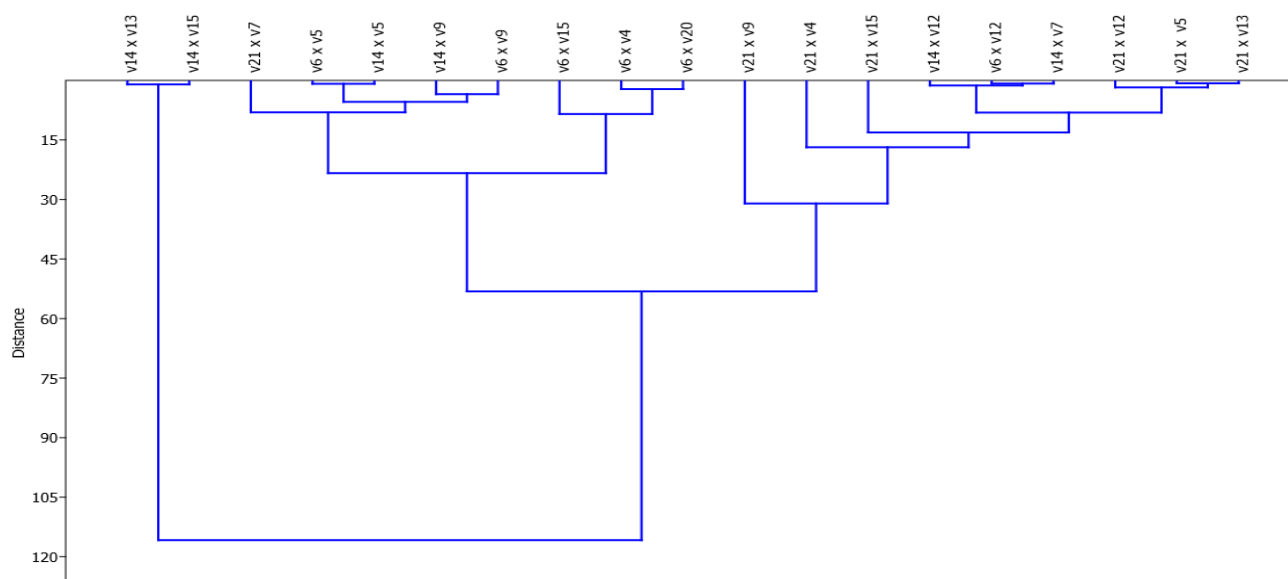 v14 x v13
v14 x v15
v21 x v7
v6 x v5
v14 x v5
v14 x v9
v6 x v9
v6 x v15
v6 x v4
v6 x v20
v21 x v9
v21 x v4
v21 x v15
v14 x v12
v6 x v12
v14 x v7
v21 x v12
v21 x v5
v21 x v13
15
30
45
60
75
90
105
120
Distance